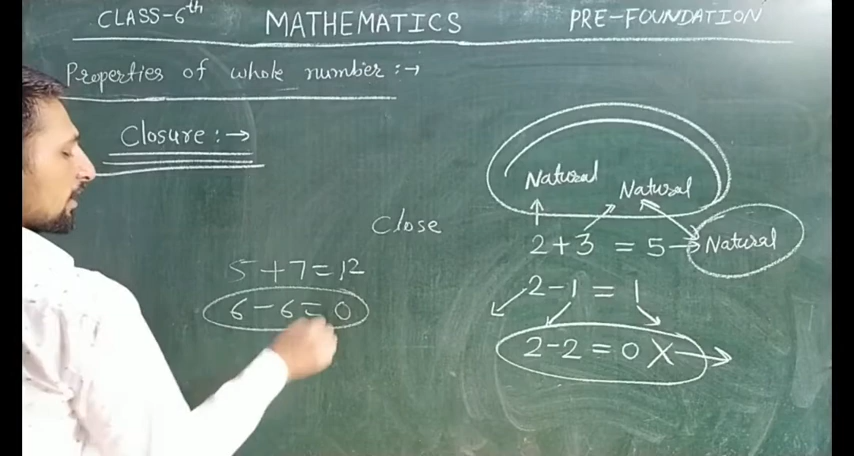 CLASS-6th MATHEMATICS PRE-FOUNDATION
Properties of whole number :→
Closure :→
Natural Natural
Close
2+3 = 5→ Natural
5+7=12
2-1 = 1
6-6=0
2-2=0 X→